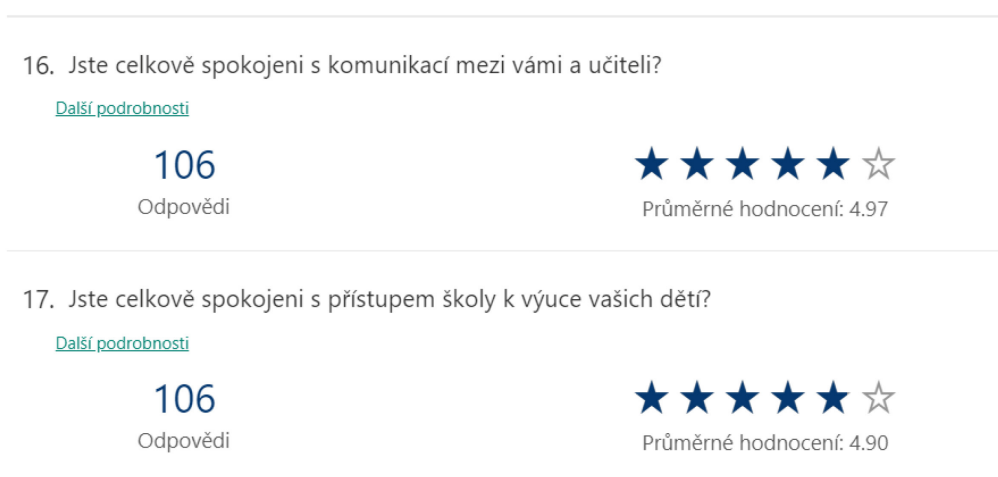 16. Jste celkově spokojeni s komunikací mezi vámi a učiteli?
Další podrobnosti
106
Odpovědi
Průměrné hodnocení: 4.97
17. Jste celkově spokojeni s přístupem školy k výuce vašich dětí?
Další podrobnosti
106
Odpovědi
Průměrné hodnocení: 4.90